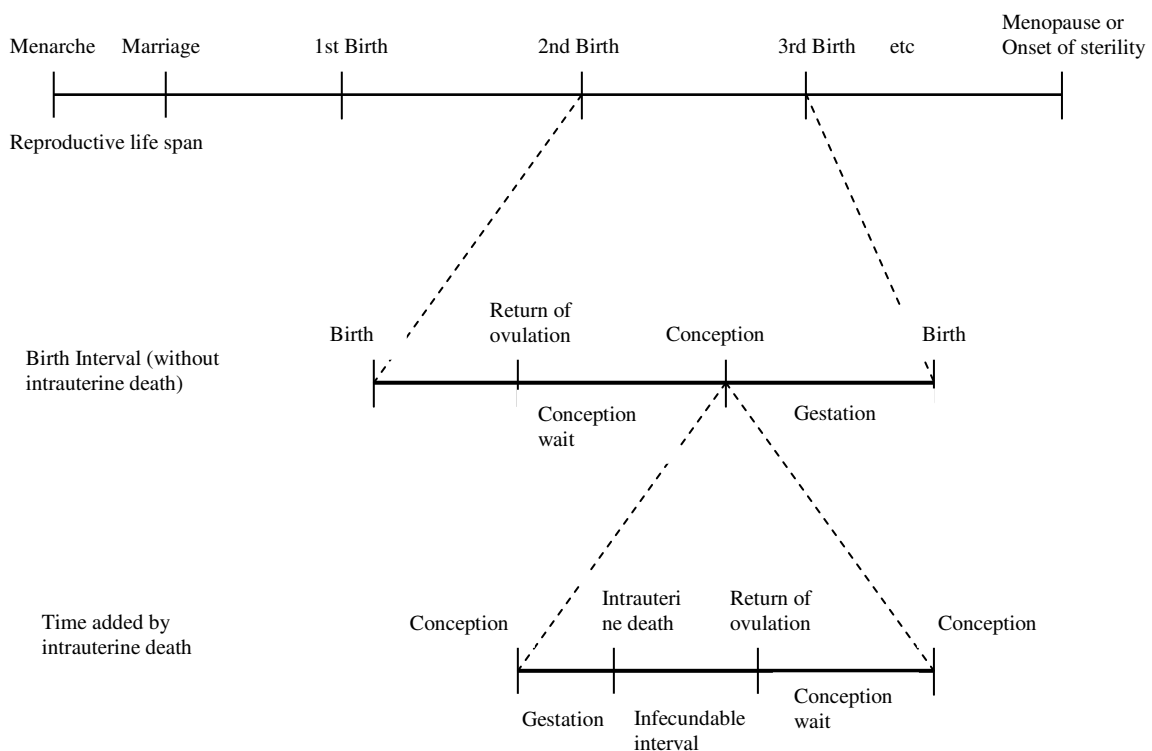 Menarche
Marriage
1st Birth
2nd Birth
3rd Birth
etc
Menopause or
Onset of sterility
Reproductive life span
Birth Interval (without
intrauterine death)
Birth
Return of
ovulation
Conception
Birth
Conception
wait
Gestation
Time added by
intrauterine death
Conception
Intrauteri
ne death
Return of
ovulation
Conception
Gestation
Infecundable
interval
Conception
wait